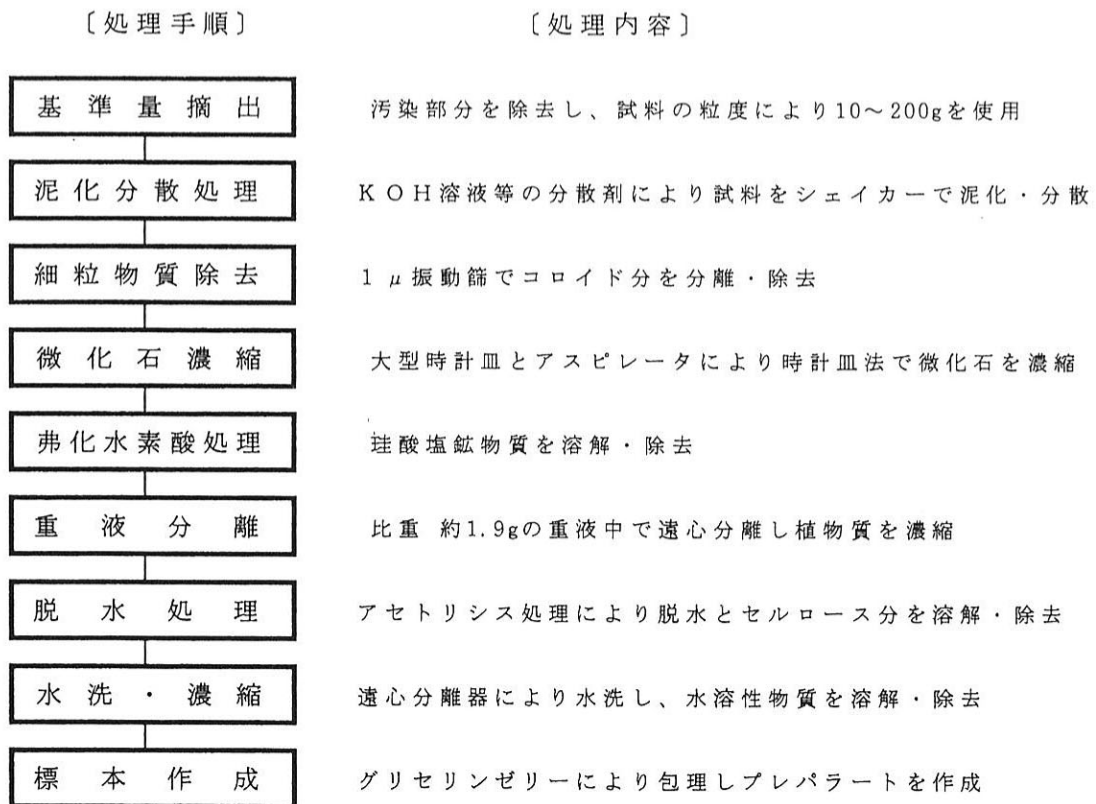 〔処理手順〕 〔処理内容〕
基準量摘出 汚染部分を除去し、試料の粒度により10～200gを使用
泥化分散処理 KOH溶液等の分散剤により試料をシェイカーで泥化・分散
細粒物質除去 1μ振動篩でコロイド分を分離・除去
微化石濃縮 大型時計皿とアスピレータにより時計皿法で微化石を濃縮
弗化水素酸処理 珪酸塩鉱物質を溶解・除去
重液分離 比重 約1.9gの重液中で遠心分離し植物質を濃縮
脱水処理 アセトリシス処理により脱水とセルロース分を溶解・除去
水洗・濃縮 遠心分離器により水洗し、水溶性物質を溶解・除去
標本作成 グリセリンゼリーにより包理しプレパラートを作成